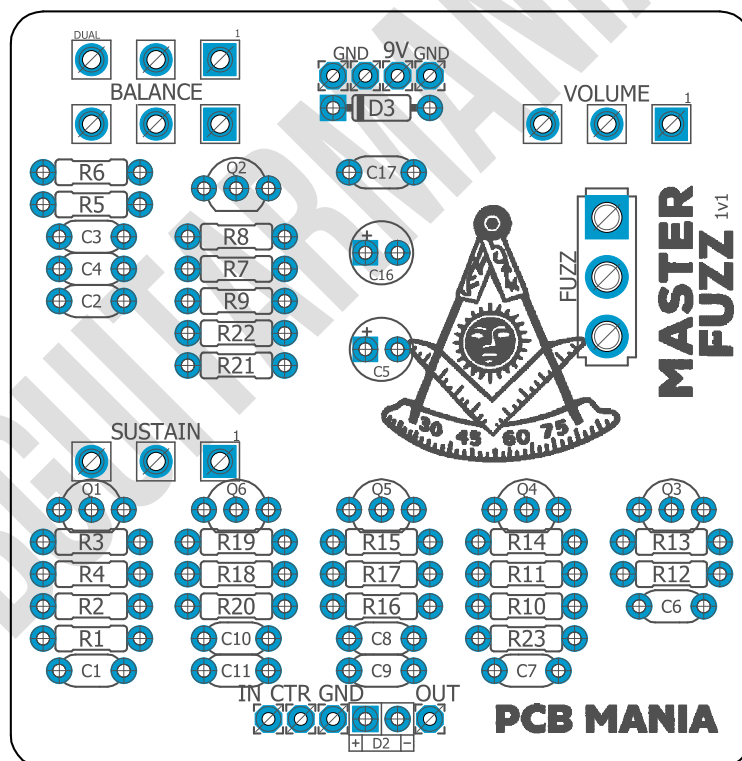 DUAL 1
GND 9V GND
BALANCE
D3
VOLUME
1
R6
R5
C3
C4
C2
Q2
R8
R7
R9
R22
R21
C17
+
C16
+
C5
FUZZ
MASTER
FUZZ 1v1
30 45 60 75
SUSTAIN 1
Q1 Q6 Q5 Q4 Q3
R3 R19 R15 R14 R13
R4 R18 R17 R11 R12
R2 R20 R16 R10 C6
R1 C10 C8 R23
C1 C11 C9 C7
IN CTR GND OUT
+ D2 -
PCB MANIA